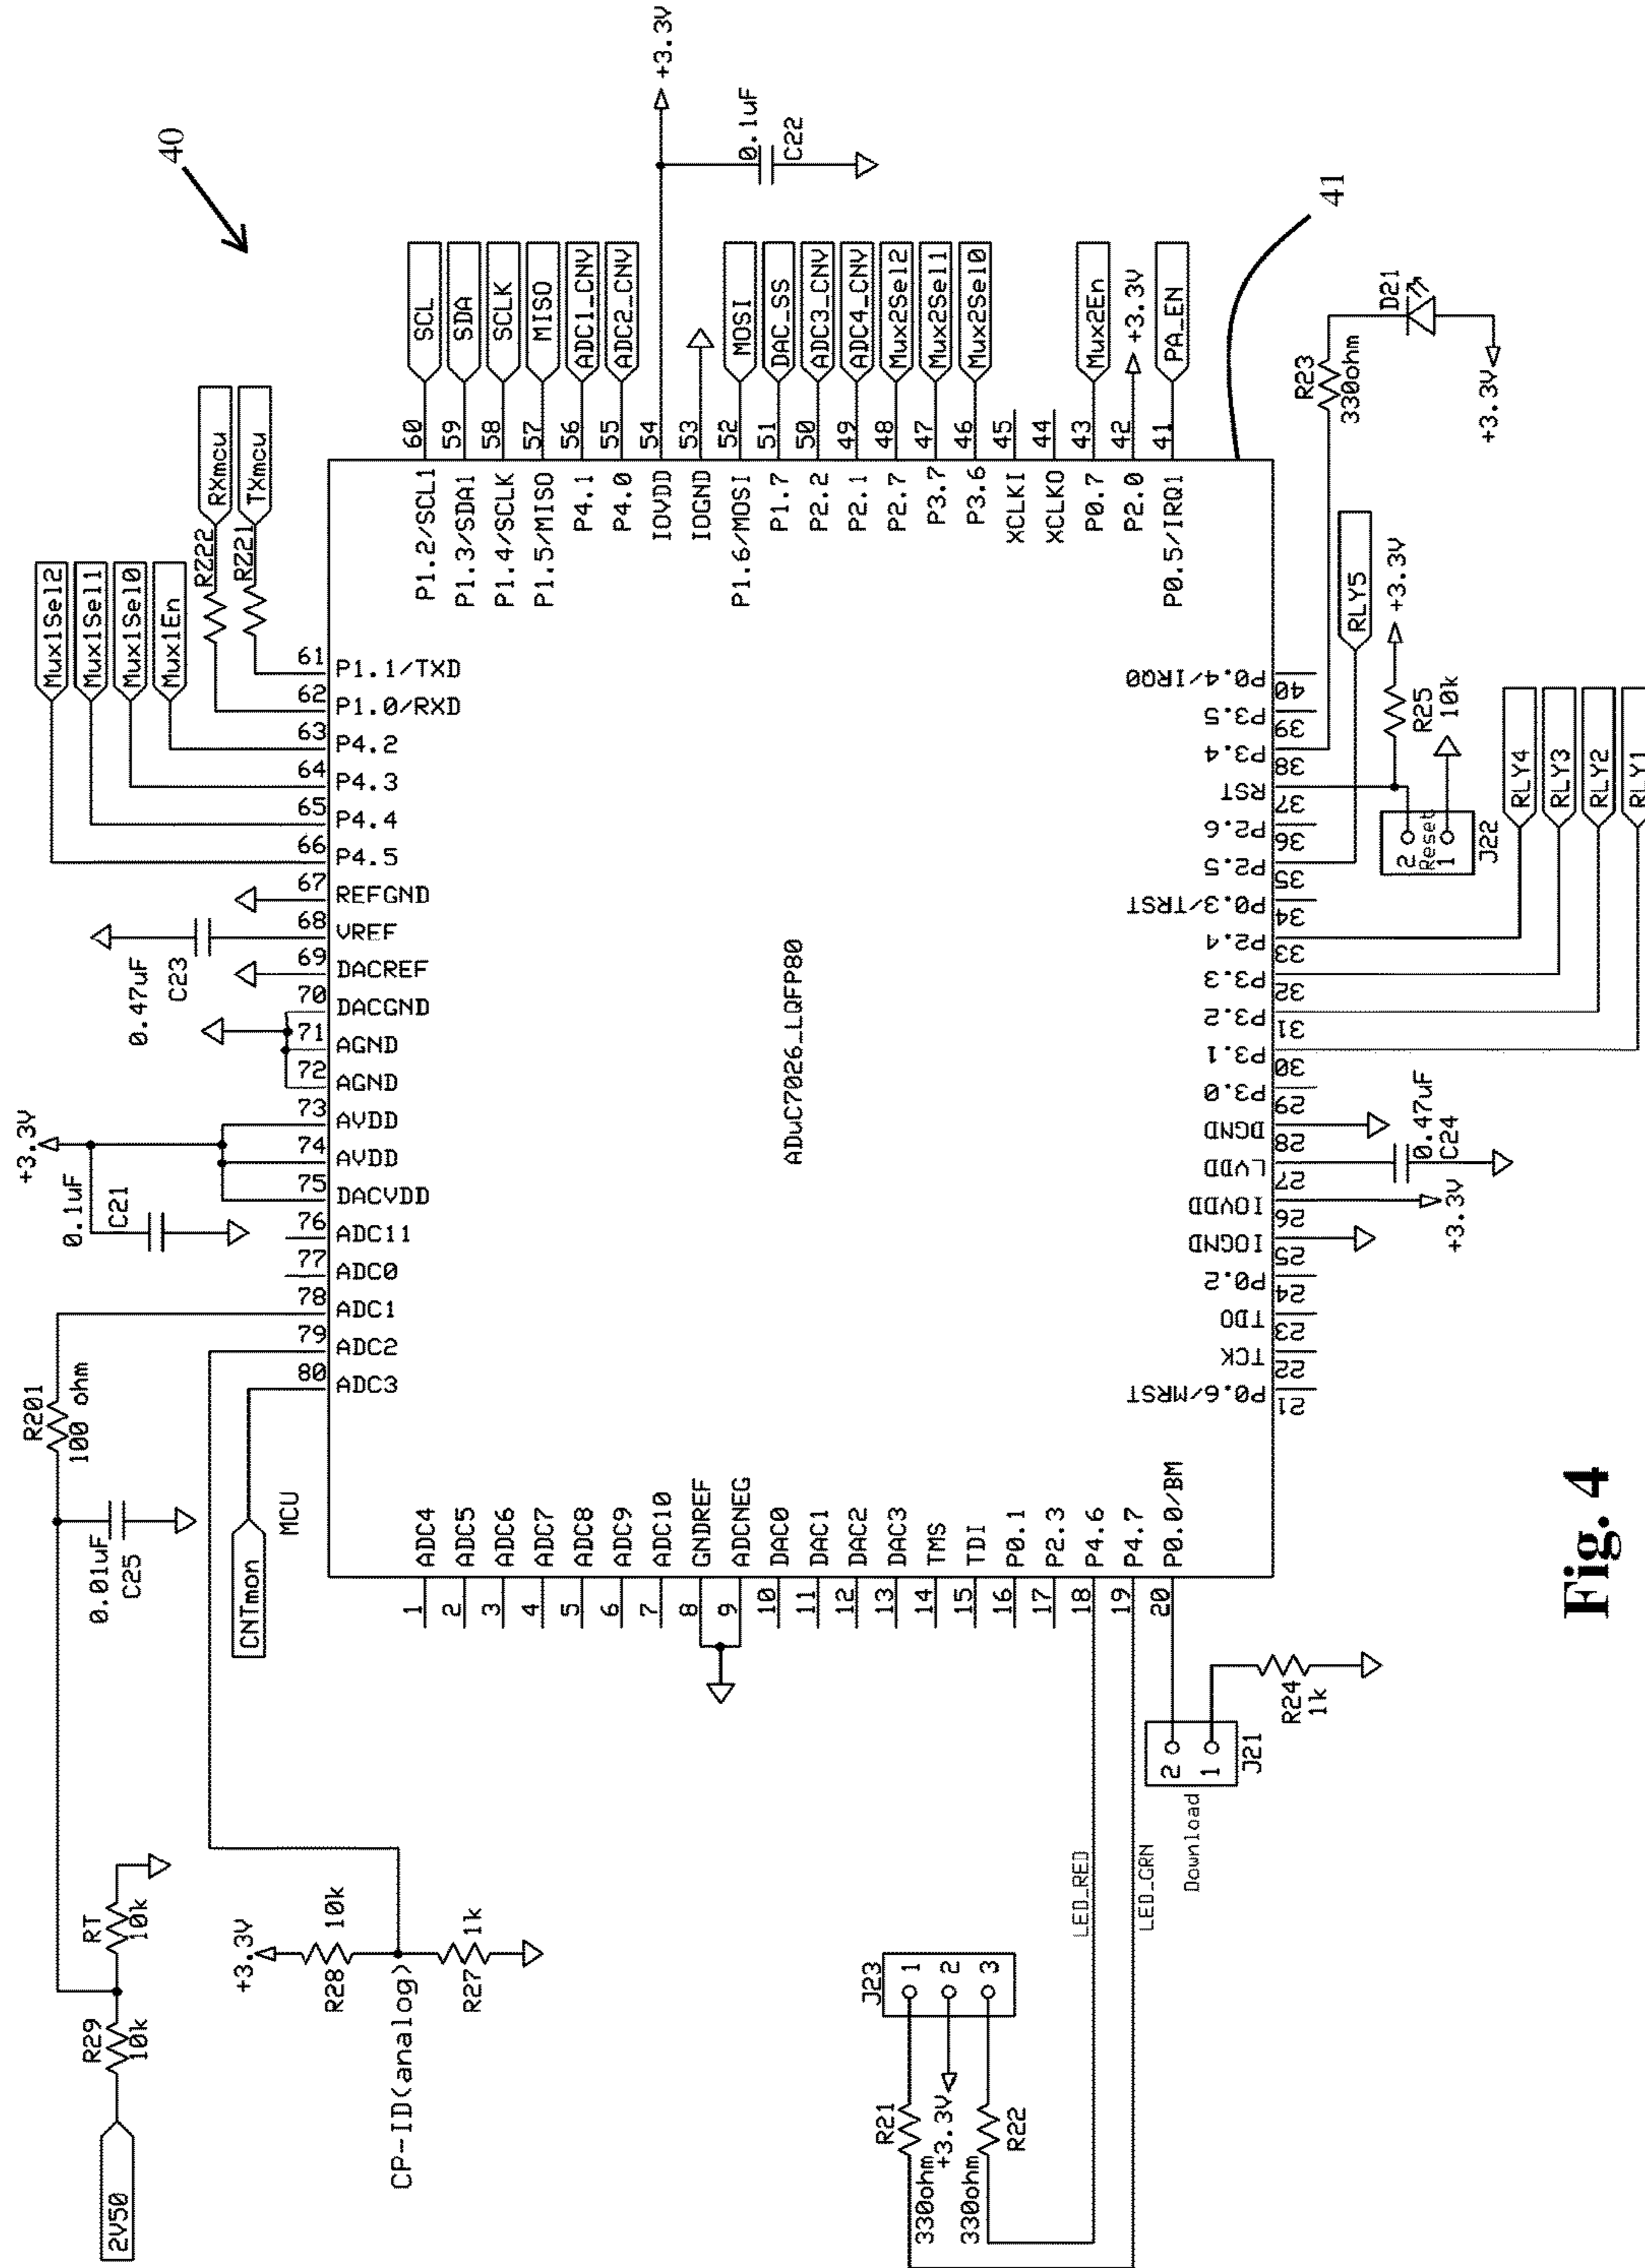 40
Mux1Sel2
Mux1Sel1
Mux1Sel0
Mux1En
RZ22
RXmcu
RZ21
TXmcu
+3.3V
0.1uF
C22
41
2V50
R29
10k
RT
10k
0.01uF
C25
R201
100 ohm
CNTmon
MCU
+3.3V
0.1uF
C21
0.47uF
C23
+3.3V
R28
10k
CP-ID(analog)
R27
1k
80 ADC3
79 ADC2
78 ADC1
77 ADC0
76 ADC11
75 DACVDD
74 AVDD
73 AVDD
72 AGND
71 AGND
70 DACGND
69 DACREF
68 VREF
67 REFGND
66 P4.5
65 P4.4
64 P4.3
63 P4.2
62 P1.0/RXD
61 P1.1/TXD
1 ADC4
2 ADC5
3 ADC6
4 ADC7
5 ADC8
6 ADC9
7 ADC10
8 GNDREF
9 ADCNEG
10 DAC0
11 DAC1
12 DAC2
13 DAC3
14 TMS
15 TDI
16 P0.1
17 P2.3
18 P4.6
19 P4.7
20 P0.0/BM
ADuC7026_LQFP80
P1.2/SCL1 60 SCL
P1.3/SDA1 59 SDA
P1.4/SCLK 58 SCLK
P1.5/MISO 57 MISO
P4.1 56 ADC1_CNV
P4.0 55 ADC2_CNV
IOVDD 54
IOGND 53
P1.6/MOSI 52 MOSI
P1.7 51 DAC_SS
P2.2 50 ADC3_CNV
P2.1 49 ADC4_CNV
P2.7 48 Mux2Sel2
P3.7 47 Mux2Sel1
P3.6 46 Mux2Sel0
XCLKI 45
XCLKO 44
P0.7 43 Mux2En
P2.0 42 +3.3V
P0.5/IRQ1 41 PA_EN
P0.6/MRST 21
TCK 22
TDO 23
P0.2 24
IOGND 25
IOVDD 26
LVDD 27
DGND 28
P3.0 29
P3.1 30
P3.2 31
P3.3 32
P2.4 33
P0.3/TRST 34
P2.5 35
P2.6 36
RST 37
P3.4 38
P3.5 39
P0.4/IRQ0 40
J23
1
2
3
R21
330ohm
+3.3V
330ohm
R22
LED_RED
LED_GRN
Download
2
1
J21
R24
1k
+3.3V
0.47uF
C24
RLY5
R25
10k
+3.3V
2
Reset
1
J22
R23
330ohm
D21
+3.3V
RLY4
RLY3
RLY2
RLY1
Fig. 4